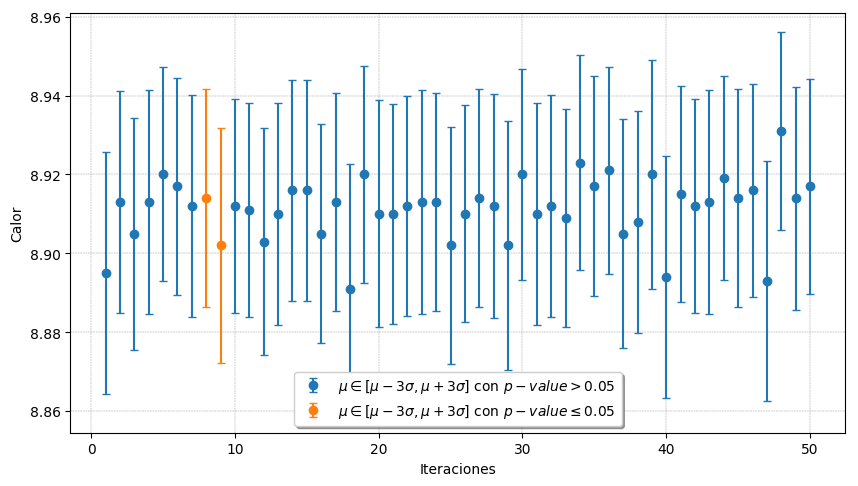 8.96
8.94
8.92
8.90
8.88
8.86
Calor
μ ∈ [μ − 3σ, μ + 3σ] con p − value > 0.05
μ ∈ [μ − 3σ, μ + 3σ] con p − value ≤ 0.05
0 10 20 30 40 50
Iteraciones